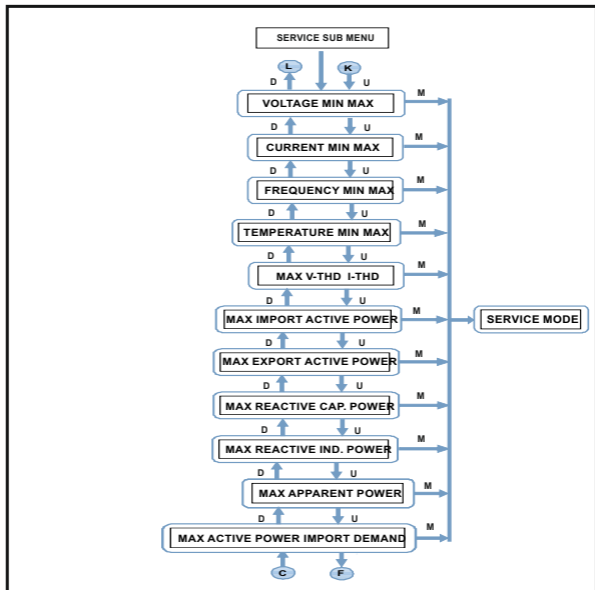 SERVICE SUB MENU
L K
D U
VOLTAGE MIN MAX M
D U
CURRENT MIN MAX M
D U
FREQUENCY MIN MAX M
D U
TEMPERATURE MIN MAX M
D U
MAX V-THD I-THD M
D U
MAX IMPORT ACTIVE POWER M SERVICE MODE
D U
MAX EXPORT ACTIVE POWER M
D U
MAX REACTIVE CAP. POWER M
D U
MAX REACTIVE IND. POWER M
D U
MAX APPARENT POWER M
D U
MAX ACTIVE POWER IMPORT DEMAND M
C F